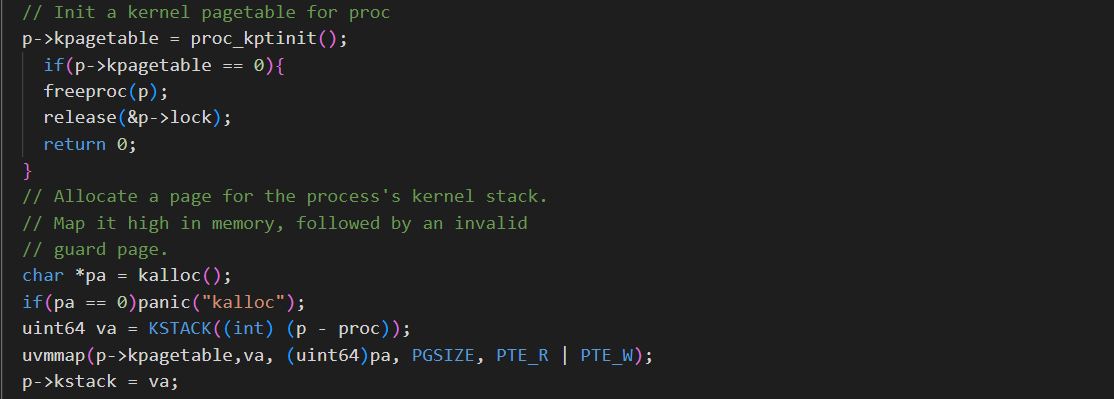 // Init a kernel pagetable for proc
p->kpagetable = proc_kptinit();
if(p->kpagetable == 0){
freeproc(p);
release(&p->lock);
return 0;
}
// Allocate a page for the process's kernel stack.
// Map it high in memory, followed by an invalid
// guard page.
char *pa = kalloc();
if(pa == 0)panic("kalloc");
uint64 va = KSTACK((int) (p - proc));
uvmmap(p->kpagetable,va, (uint64)pa, PGSIZE, PTE_R | PTE_W);
p->kstack = va;